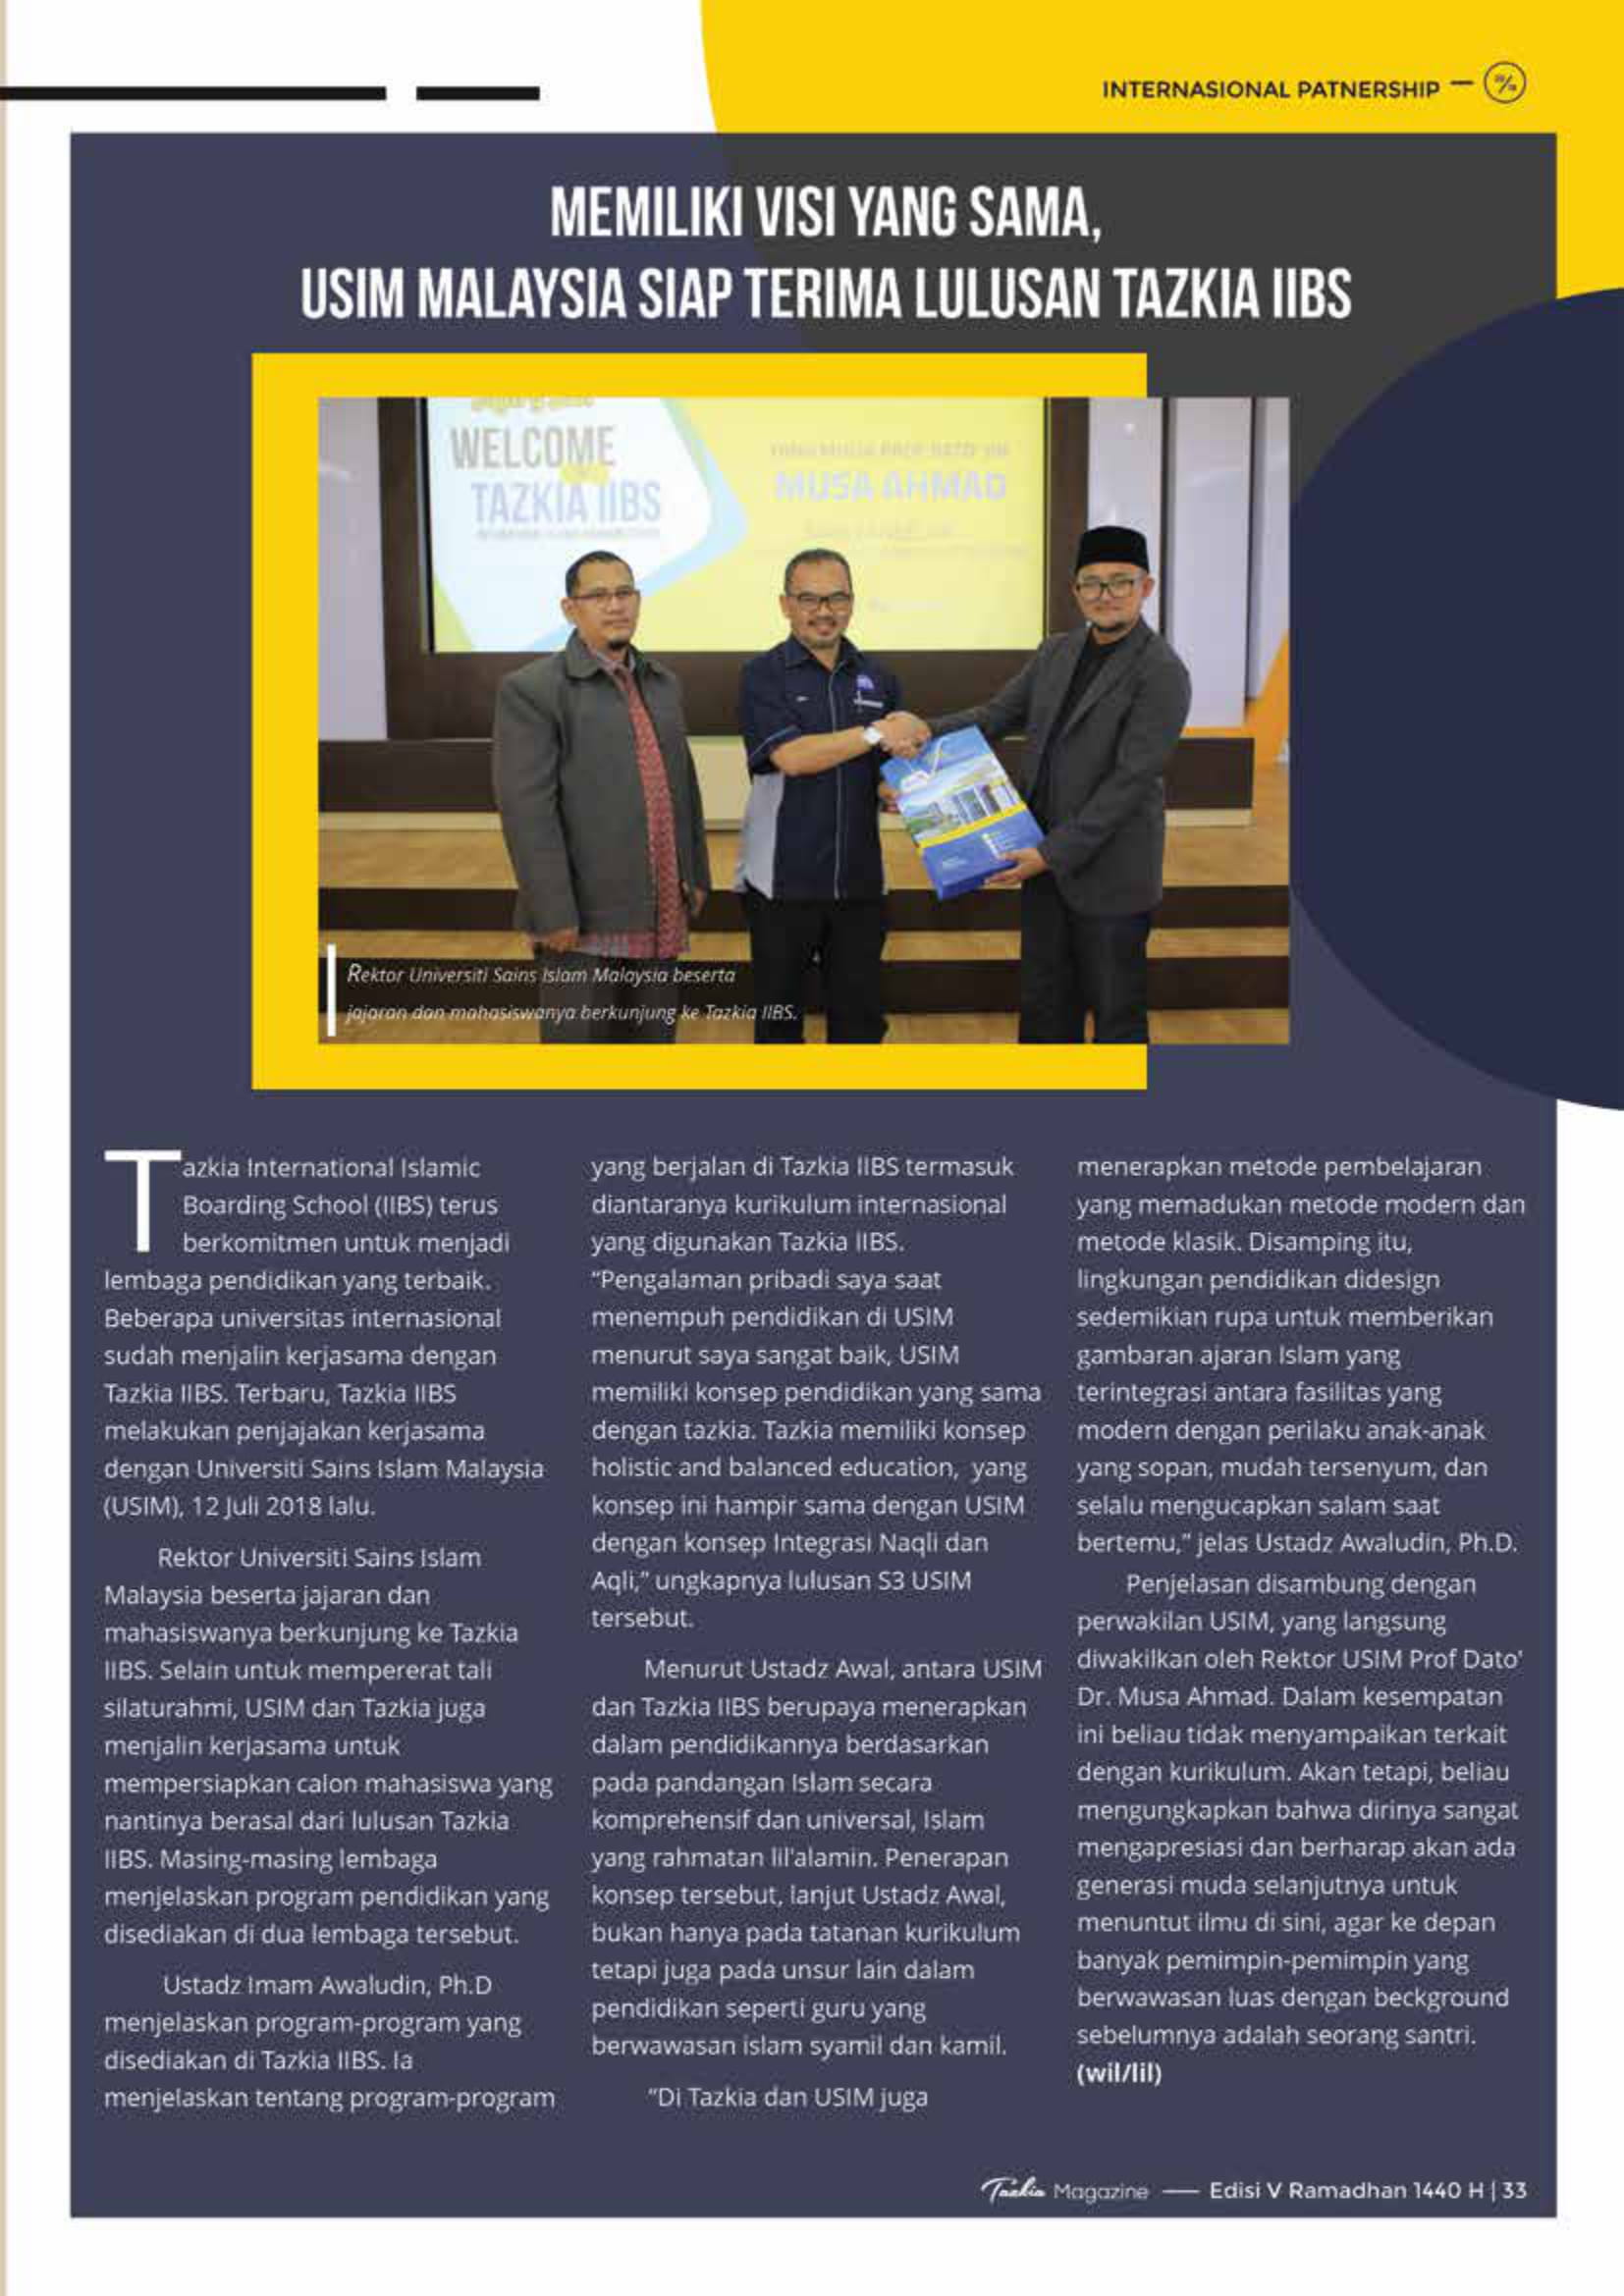 INTERNASIONAL PATNERSHIP
MEMILIKI VISI YANG SAMA,
USIM MALAYSIA SIAP TERIMA LULUSAN TAZKIA IIBS
WELCOME
TAZKIA IIBS
MUSA AHMAD
Rektor Universiti Sains Islam Malaysia beserta
jajaran dan mahasiswanya berkunjung ke Tazkia IIBS.
Tazkia International Islamic
Boarding School (IIBS) terus
berkomitmen untuk menjadi
lembaga pendidikan yang terbaik.
Beberapa universitas internasional
sudah menjalin kerjasama dengan
Tazkia IIBS. Terbaru, Tazkia IIBS
melakukan penjajakan kerjasama
dengan Universiti Sains Islam Malaysia
(USIM), 12 Juli 2018 lalu.
Rektor Universiti Sains Islam
Malaysia beserta jajaran dan
mahasiswanya berkunjung ke Tazkia
IIBS. Selain untuk mempererat tali
silaturahmi, USIM dan Tazkia juga
menjalin kerjasama untuk
mempersiapkan calon mahasiswa yang
nantinya berasal dari lulusan Tazkia
IIBS. Masing-masing lembaga
menjelaskan program pendidikan yang
disediakan di dua lembaga tersebut.
Ustadz Imam Awaludin, Ph.D
menjelaskan program-program yang
disediakan di Tazkia IIBS. Ia
menjelaskan tentang program-program
yang berjalan di Tazkia IIBS termasuk
diantaranya kurikulum internasional
yang digunakan Tazkia IIBS.
“Pengalaman pribadi saya saat
menempuh pendidikan di USIM
menurut saya sangat baik, USIM
memiliki konsep pendidikan yang sama
dengan tazkia. Tazkia memiliki konsep
holistic and balanced education, yang
konsep ini hampir sama dengan USIM
dengan konsep Integrasi Naqli dan
Aqli,” ungkapnya lulusan S3 USIM
tersebut.
Menurut Ustadz Awal, antara USIM
dan Tazkia IIBS berupaya menerapkan
dalam pendidikannya berdasarkan
pada pandangan Islam secara
komprehensif dan universal, Islam
yang rahmatan lil'alamin. Penerapan
konsep tersebut, lanjut Ustadz Awal,
bukan hanya pada tatanan kurikulum
tetapi juga pada unsur lain dalam
pendidikan seperti guru yang
berwawasan islam syamil dan kamil.
“Di Tazkia dan USIM juga
menerapkan metode pembelajaran
yang memadukan metode modern dan
metode klasik. Disamping itu,
lingkungan pendidikan didesign
sedemikian rupa untuk memberikan
gambaran ajaran Islam yang
terintegrasi antara fasilitas yang
modern dengan perilaku anak-anak
yang sopan, mudah tersenyum, dan
selalu mengucapkan salam saat
bertemu,” jelas Ustadz Awaludin, Ph.D.
Penjelasan disambung dengan
perwakilan USIM, yang langsung
diwakilkan oleh Rektor USIM Prof Dato'
Dr. Musa Ahmad. Dalam kesempatan
ini beliau tidak menyampaikan terkait
dengan kurikulum. Akan tetapi, beliau
mengungkapkan bahwa dirinya sangat
mengapresiasi dan berharap akan ada
generasi muda selanjutnya untuk
menuntut ilmu di sini, agar ke depan
banyak pemimpin-pemimpin yang
berwawasan luas dengan beckground
sebelumnya adalah seorang santri.
(wil/lil)
Tazkia Magazine — Edisi V Ramadhan 1440 H | 33